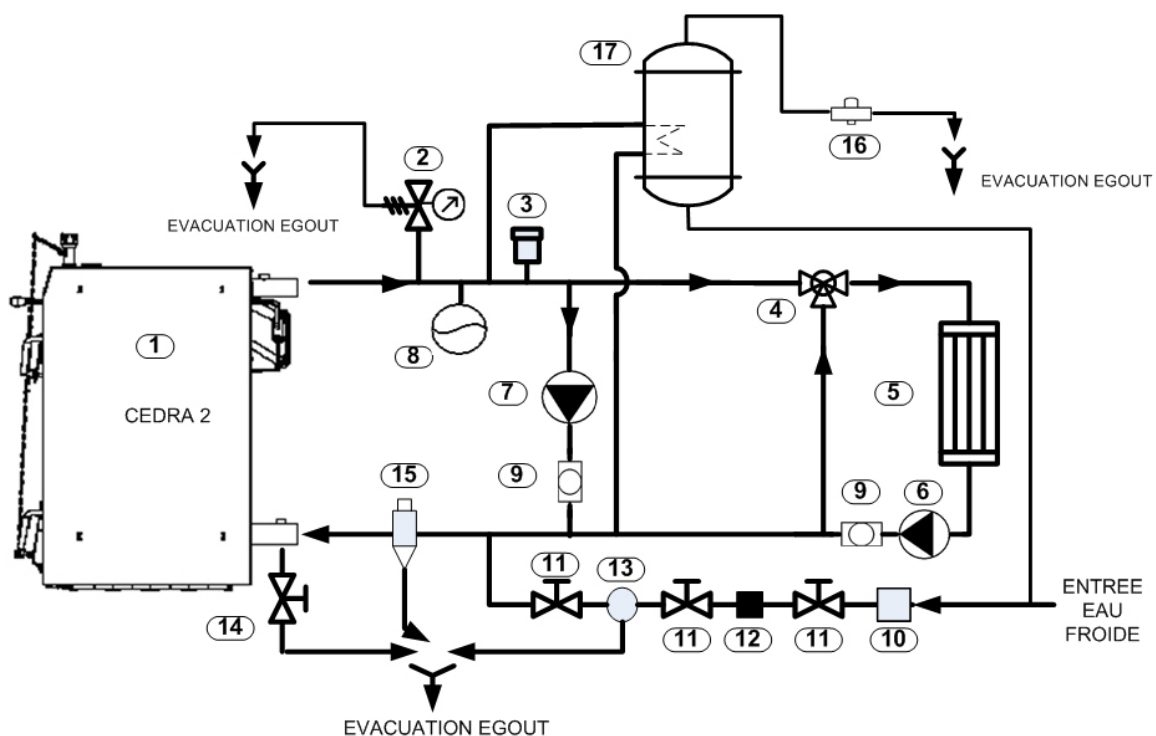 17
16
2
EVACUATION EGOUT
EVACUATION EGOUT
3
4
1
8
7
5
CEDRA 2
15
9
9
6
11
13
ENTREE
EAU
FROIDE
14
11
12
11
10
EVACUATION EGOUT